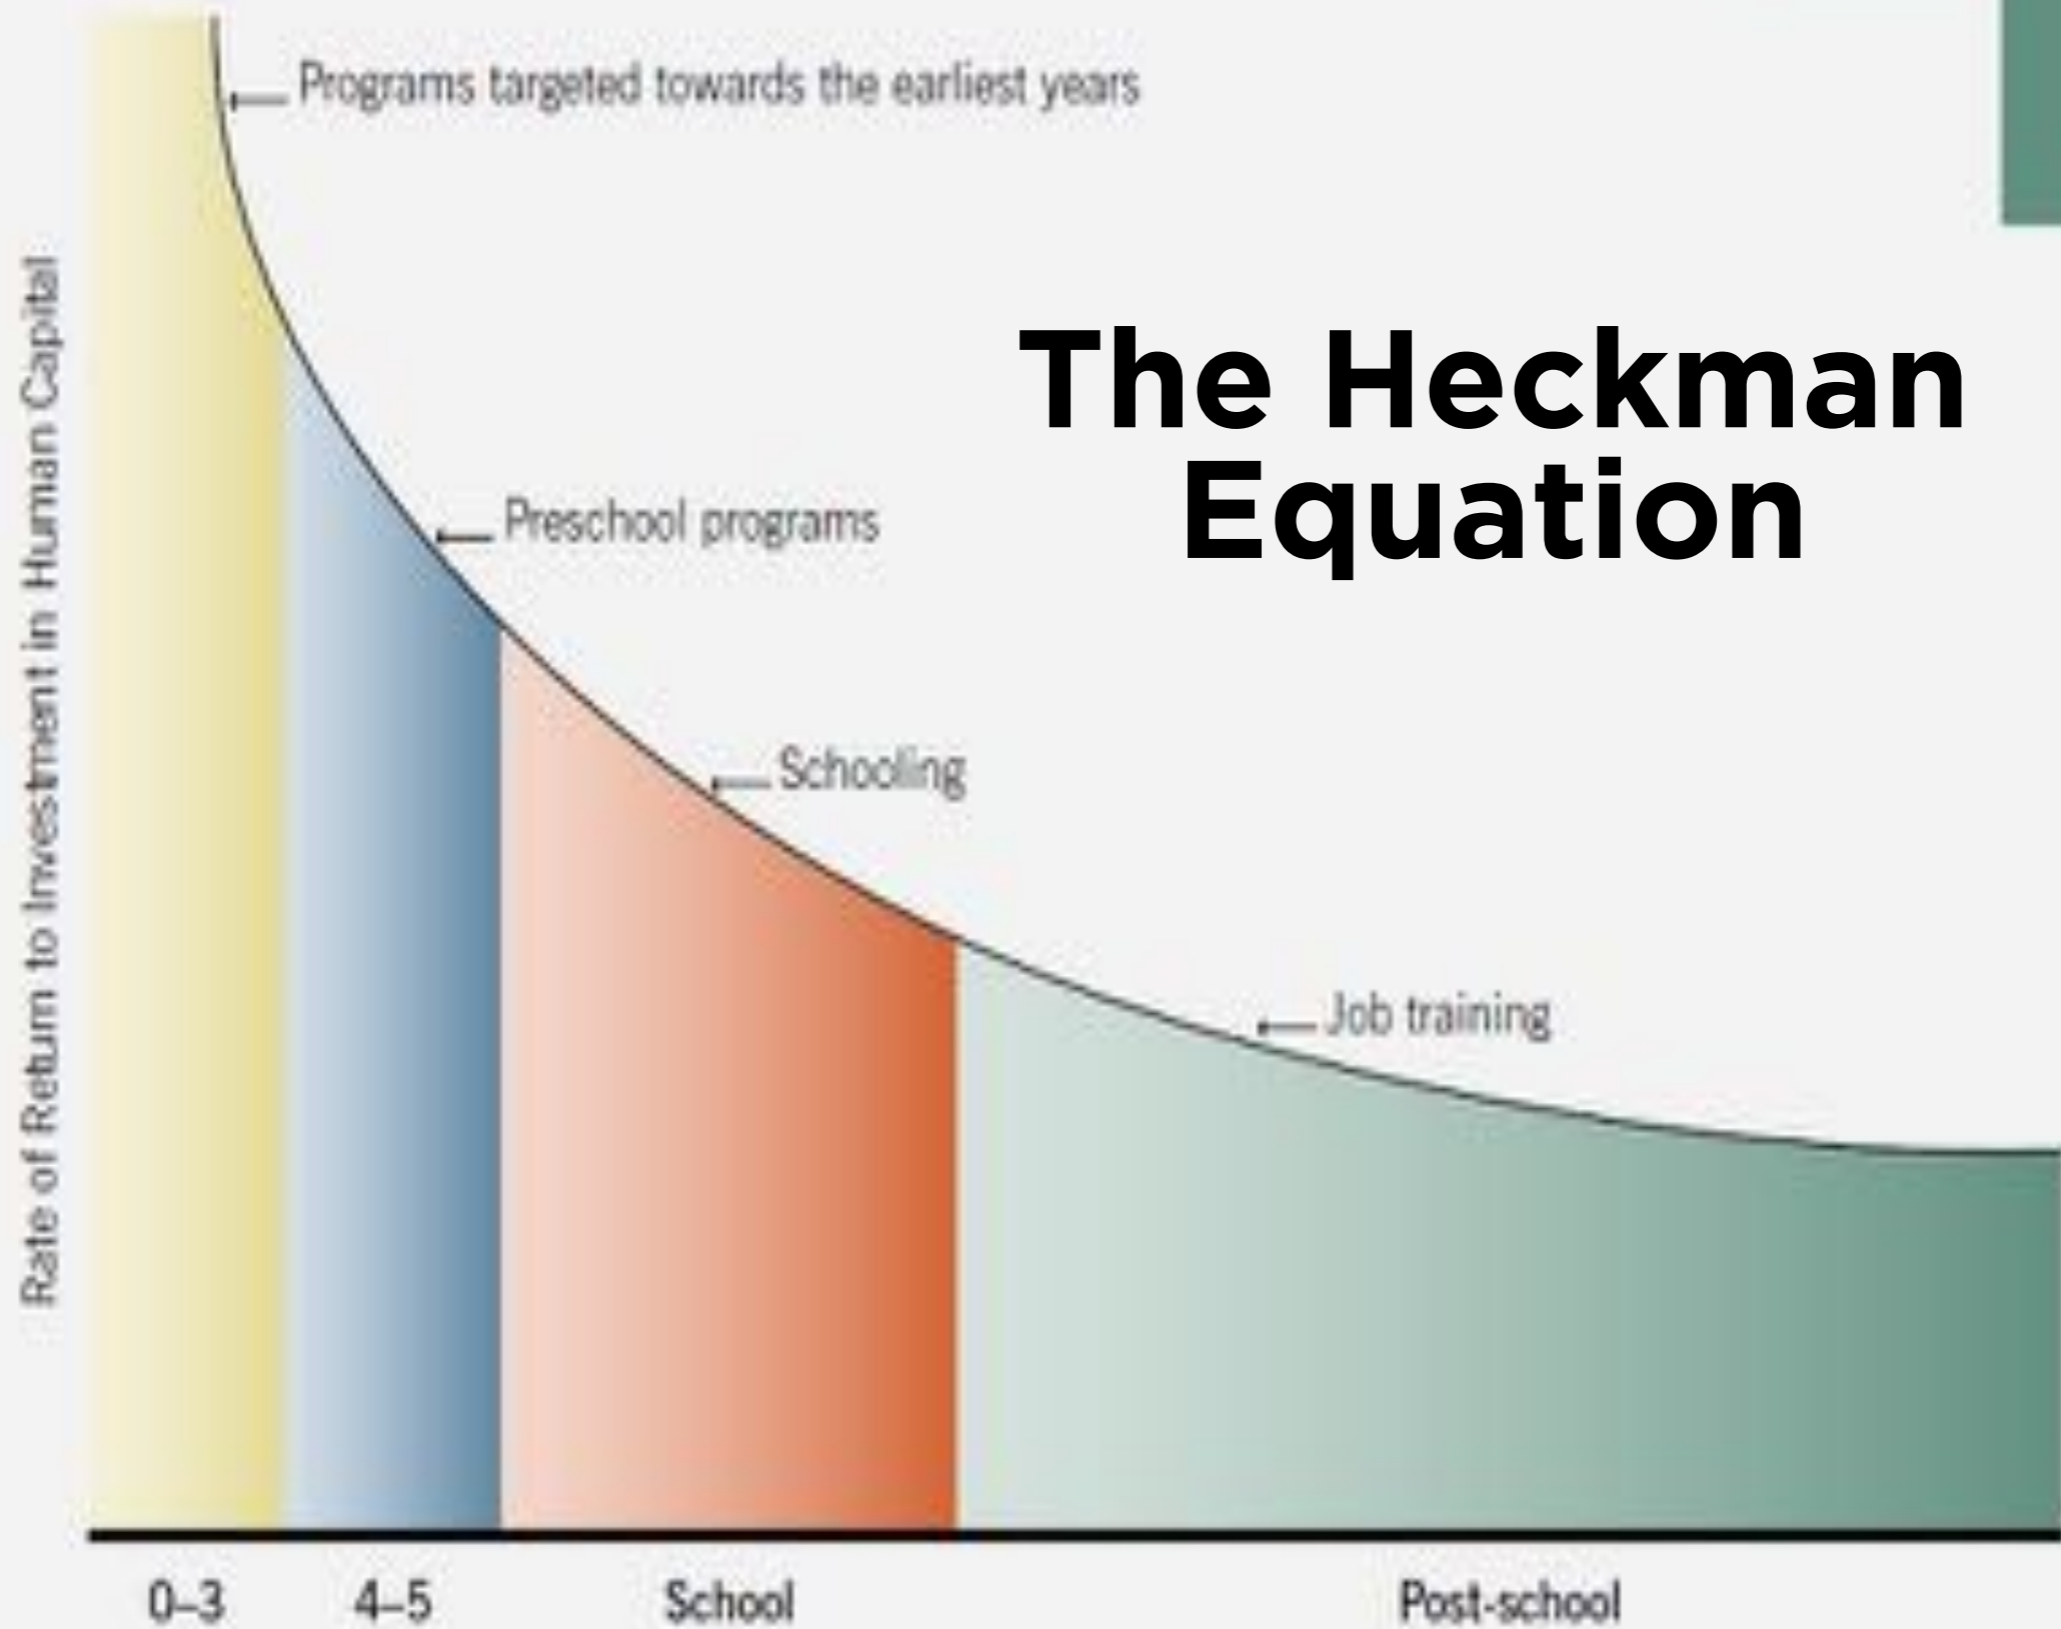 Programs targeted towards the earliest years
The Heckman
Equation
Preschool programs
Schooling
Job training
Rate of Return to Investment in Human Capital
0–3
4–5
School
Post-school